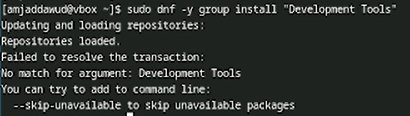 [amjaddawud@vbox ~]$ sudo dnf -y group install "Development Tools"
Updating and loading repositories:
Repositories loaded.
Failed to resolve the transaction:
No match for argument: Development Tools
You can try to add to command line:
  --skip-unavailable to skip unavailable packages